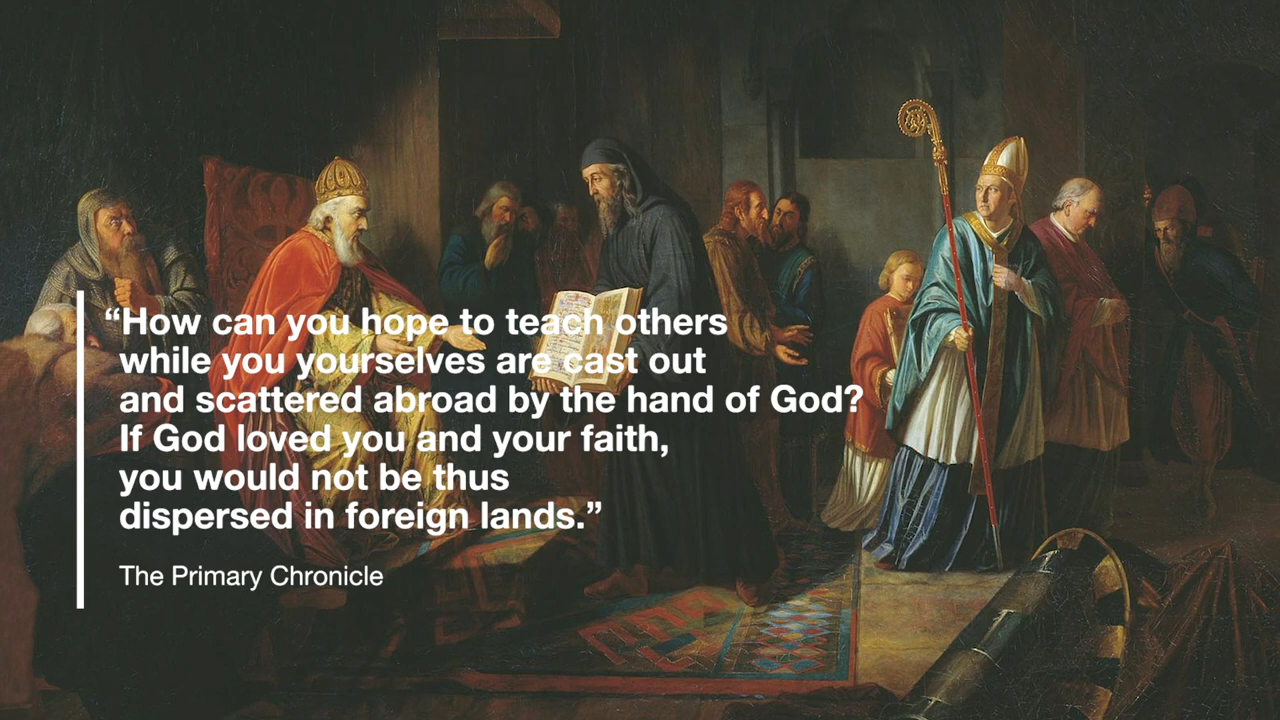 “How can you hope to teach others
while you yourselves are cast out
and scattered abroad by the hand of God?
If God loved you and your faith,
you would not be thus
dispersed in foreign lands.”
The Primary Chronicle